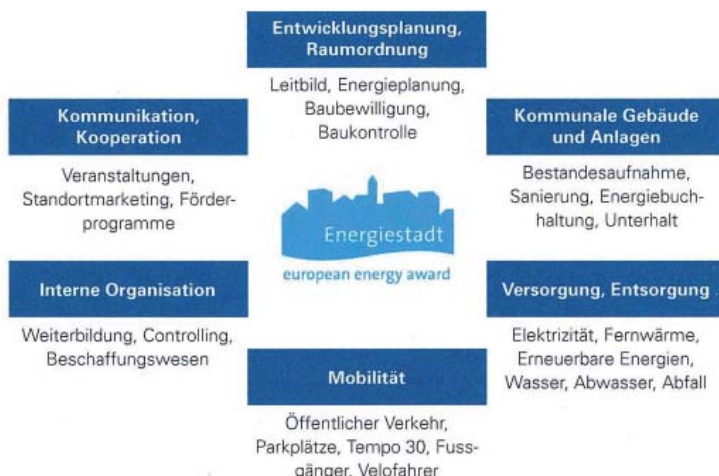 Entwicklungsplanung,
Raumordnung
Leitbild, Energieplanung,
Baubewilligung,
Baukontrolle
Kommunikation,
Kooperation
Veranstaltungen,
Standortmarketing, Förder-
programme
Kommunale Gebäude
und Anlagen
Bestandesaufnahme,
Sanierung, Energiebuch-
haltung, Unterhalt
Energiestadt
european energy award
Interne Organisation
Weiterbildung, Controlling,
Beschaffungswesen
Versorgung, Entsorgung
Elektrizität, Fernwärme,
Erneuerbare Energien,
Wasser, Abwasser, Abfall
Mobilität
Öffentlicher Verkehr,
Parkplätze, Tempo 30, Fuss-
gänger, Velofahrer